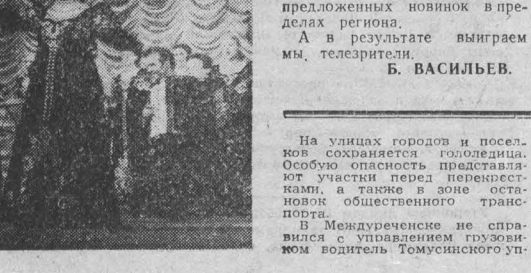 предложенных новинок в пре-
делах региона.
А в результате выигра­ем
мы, телезрители.
Б. ВАСИЛЬЕВ.
На улицах городов и посел-
ков сохраняется гололедица.
Особую опасность представля-
ют участки перед перекрест-
ками, а также в зоне оста-
новок общественного транс-
порта.
В Междуреченске не спра-
вился с управлением грузови-
ком водитель Томусинского уп-